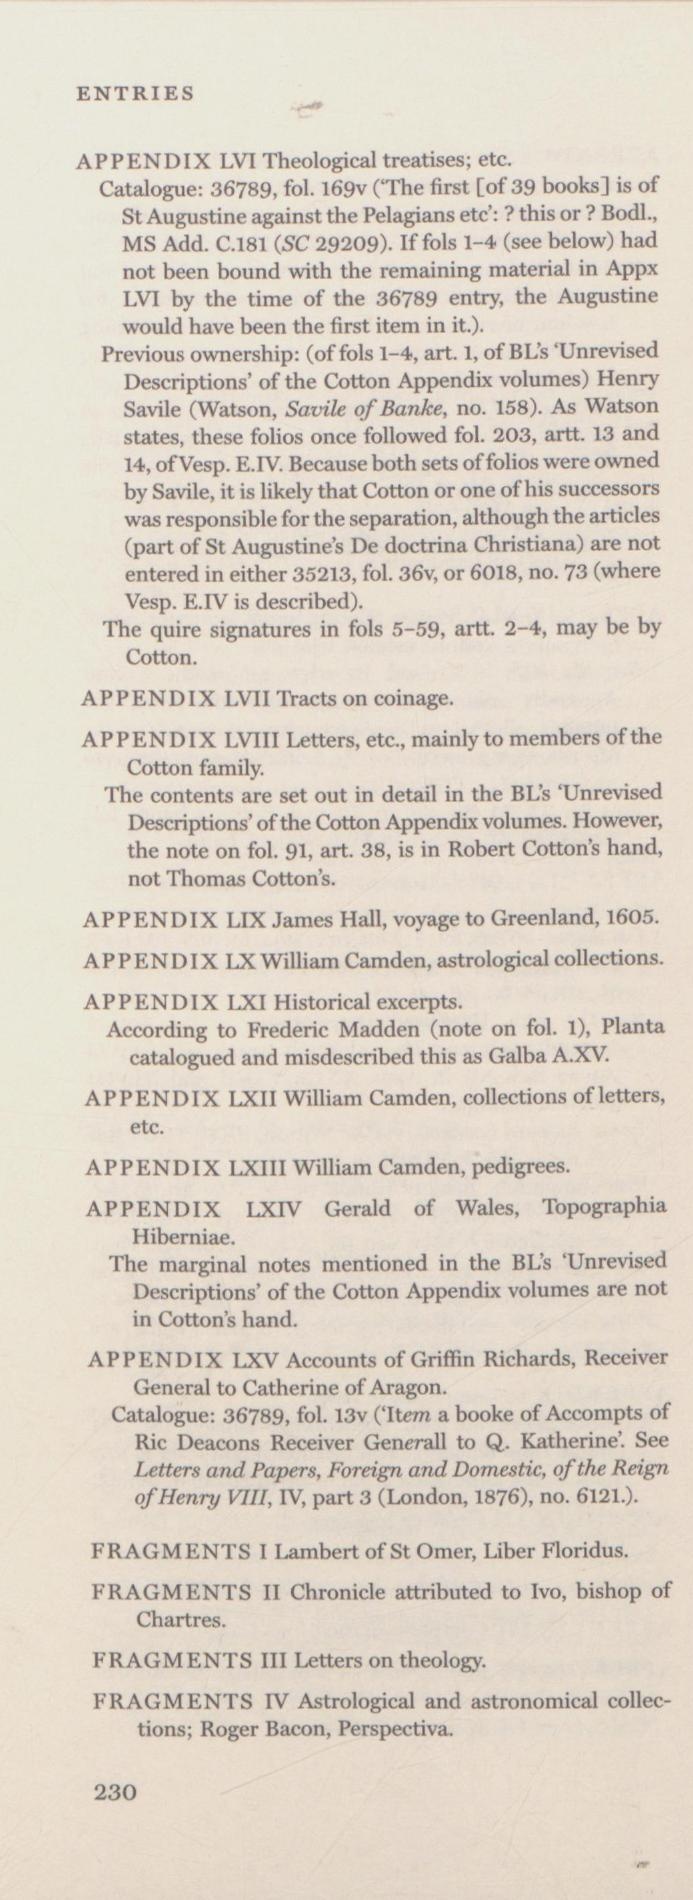 ENTRIES
APPENDIX LVI Theological treatises; etc.
Catalogue: 36789, fol. 169v (‘The first [of 39 books] is of
St Augustine against the Pelagians etc’: ? this or ? Bodl.,
MS Add. C.181 (SC 29209). If fols 1–4 (see below) had
not been bound with the remaining material in Appx
LVI by the time of the 36789 entry, the Augustine
would have been the first item in it.).
Previous ownership: (of fols 1–4, art. 1, of BL’s ‘Unrevised
Descriptions’ of the Cotton Appendix volumes) Henry
Savile (Watson, Savile of Banke, no. 158). As Watson
states, these folios once followed fol. 203, artt. 13 and
14, of Vesp. E.IV. Because both sets of folios were owned
by Savile, it is likely that Cotton or one of his successors
was responsible for the separation, although the articles
(part of St Augustine’s De doctrina Christiana) are not
entered in either 35213, fol. 36v, or 6018, no. 73 (where
Vesp. E.IV is described).
The quire signatures in fols 5–59, artt. 2–4, may be by
Cotton.
APPENDIX LVII Tracts on coinage.
APPENDIX LVIII Letters, etc., mainly to members of the
Cotton family.
The contents are set out in detail in the BL’s ‘Unrevised
Descriptions’ of the Cotton Appendix volumes. However,
the note on fol. 91, art. 38, is in Robert Cotton’s hand,
not Thomas Cotton’s.
APPENDIX LIX James Hall, voyage to Greenland, 1605.
APPENDIX LX William Camden, astrological collections.
APPENDIX LXI Historical excerpts.
According to Frederic Madden (note on fol. 1), Planta
catalogued and misdescribed this as Galba A.XV.
APPENDIX LXII William Camden, collections of letters,
etc.
APPENDIX LXIII William Camden, pedigrees.
APPENDIX LXIV Gerald of Wales, Topographia
Hiberniae.
The marginal notes mentioned in the BL’s ‘Unrevised
Descriptions’ of the Cotton Appendix volumes are not
in Cotton’s hand.
APPENDIX LXV Accounts of Griffin Richards, Receiver
General to Catherine of Aragon.
Catalogue: 36789, fol. 13v (‘Item a booke of Accompts of
Ric Deacons Receiver Generall to Q. Katherine’. See
Letters and Papers, Foreign and Domestic, of the Reign
of Henry VIII, IV, part 3 (London, 1876), no. 6121.).
FRAGMENTS I Lambert of St Omer, Liber Floridus.
FRAGMENTS II Chronicle attributed to Ivo, bishop of
Chartres.
FRAGMENTS III Letters on theology.
FRAGMENTS IV Astrological and astronomical collec-
tions; Roger Bacon, Perspectiva.
230